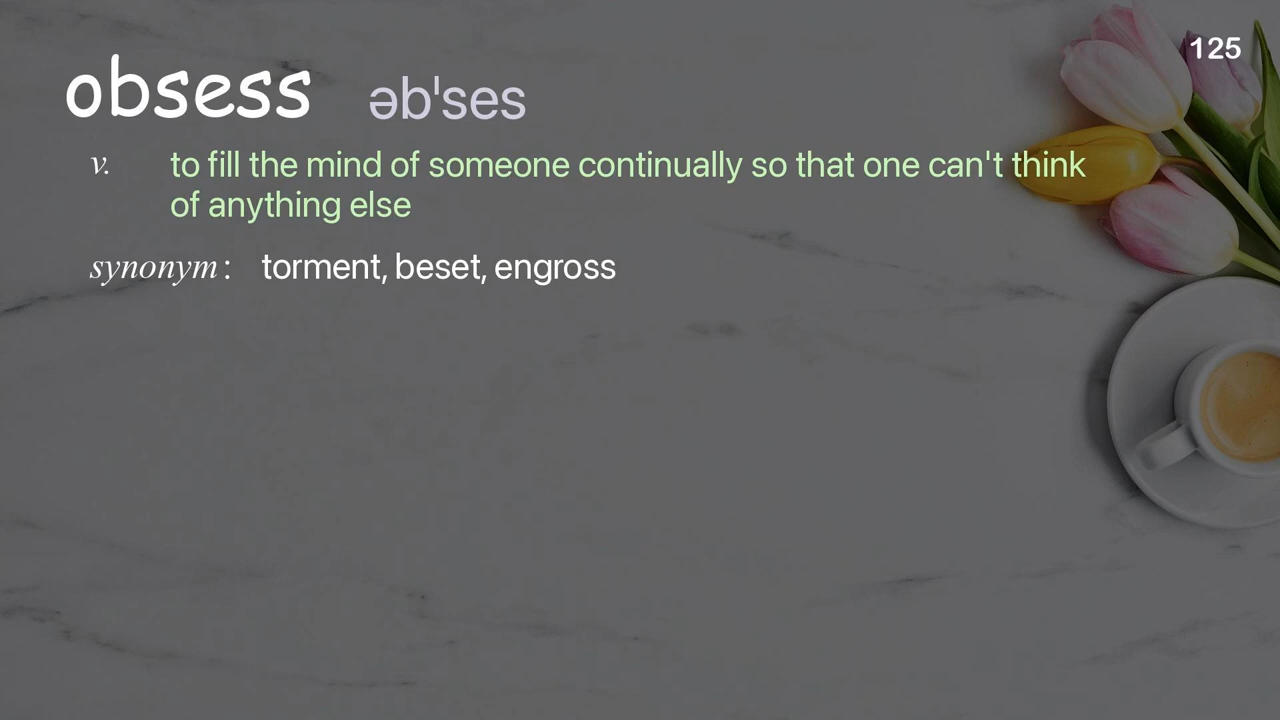 125
obsess əb'ses
v. to fill the mind of someone continually so that one can't think
of anything else
synonym : torment, beset, engross